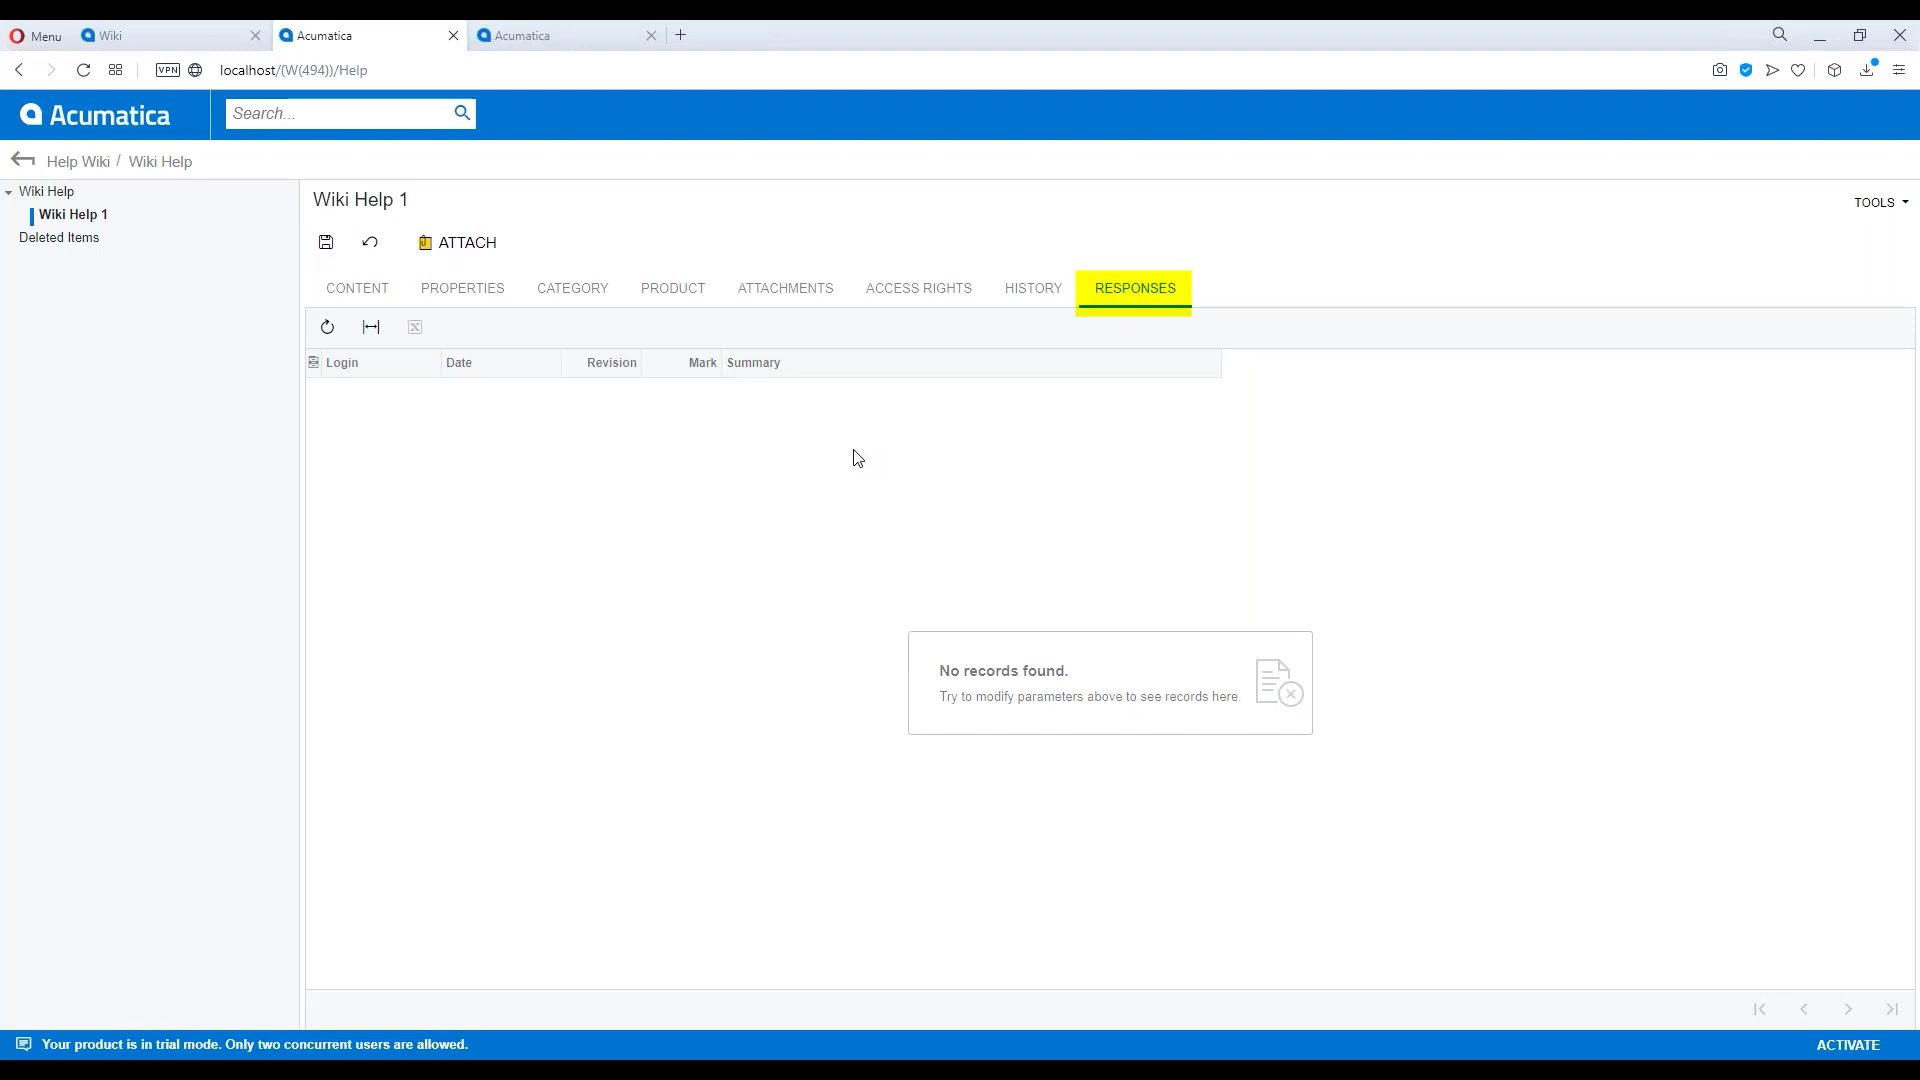 Menu
Wiki
Acumatica
Acumatica
VPN
localhost/(W(494))/Help
Acumatica
Search...
Help Wiki / Wiki Help
Wiki Help
Wiki Help 1
Deleted Items
Wiki Help 1
TOOLS
ATTACH
CONTENT PROPERTIES CATEGORY PRODUCT ATTACHMENTS ACCESS RIGHTS HISTORY RESPONSES
Login Date Revision Mark Summary
No records found.
Try to modify parameters above to see records here.
Your product is in trial mode. Only two concurrent users are allowed.
ACTIVATE